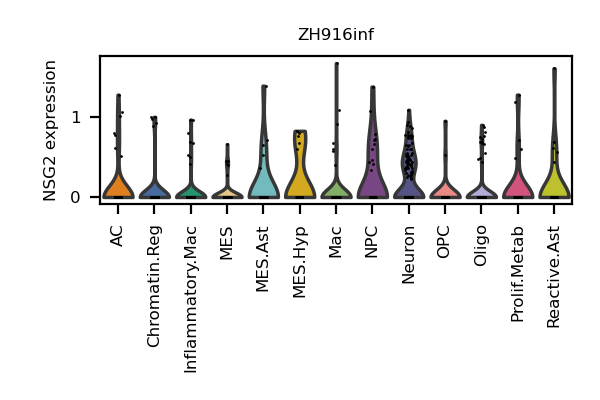 ZH916inf
NSG2 expression
1
0
AC
Chromatin.Reg
Inflammatory.Mac
MES
MES.Ast
MES.Hyp
Mac
NPC
Neuron
OPC
Oligo
Prolif.Metab
Reactive.Ast